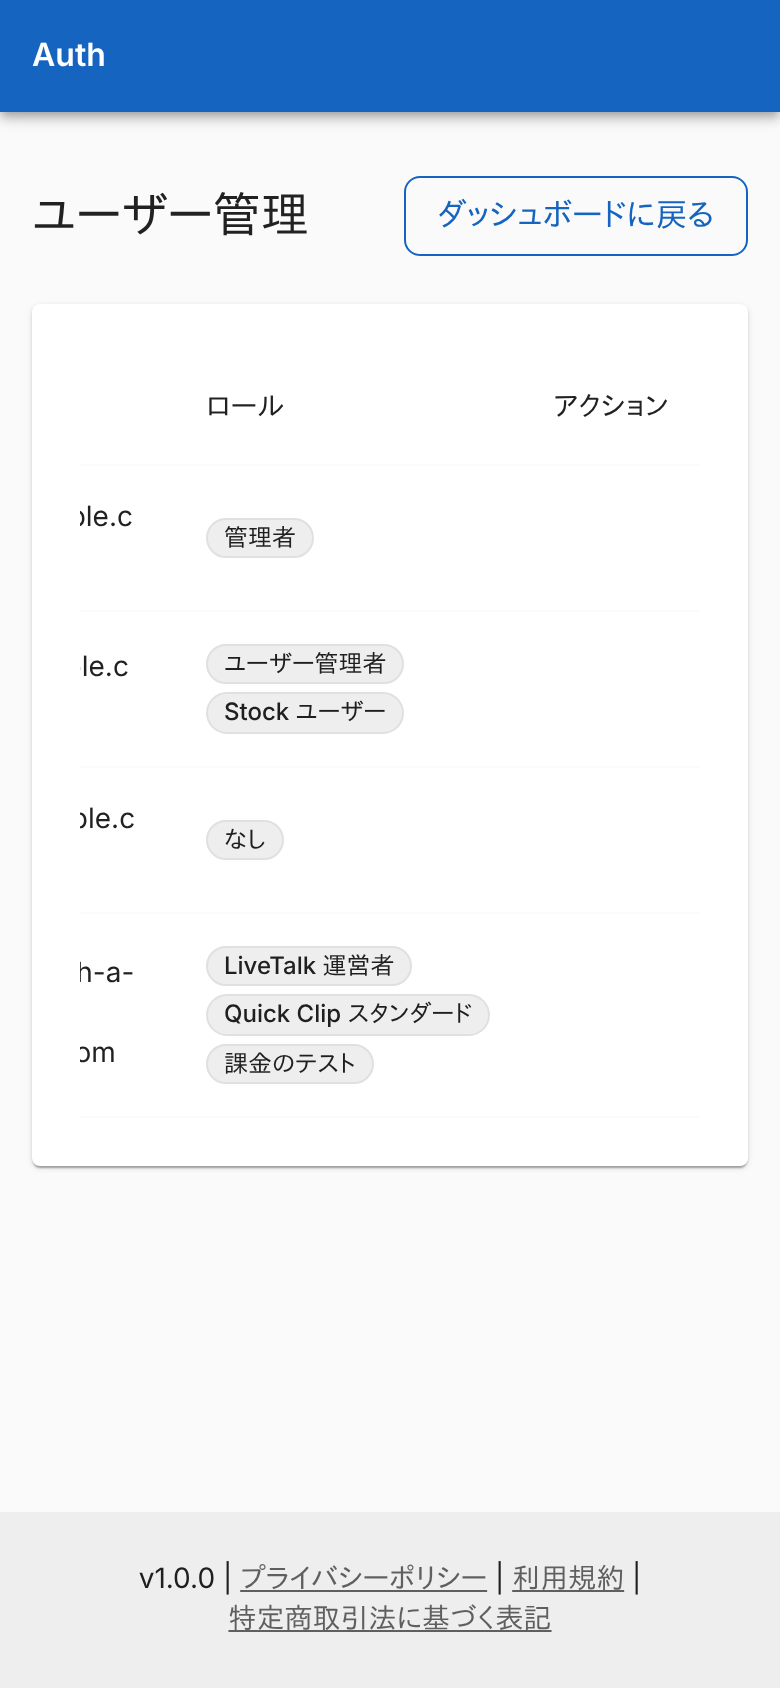 Auth
ユーザー管理
ダッシュボードに戻る
ロール
アクション
ple.c
管理者
ple.c
ユーザー管理者
Stock ユーザー
ple.c
なし
h-a-
om
LiveTalk 運営者
Quick Clip スタンダード
課金のテスト
v1.0.0 | プライバシーポリシー | 利用規約 |
特定商取引法に基づく表記